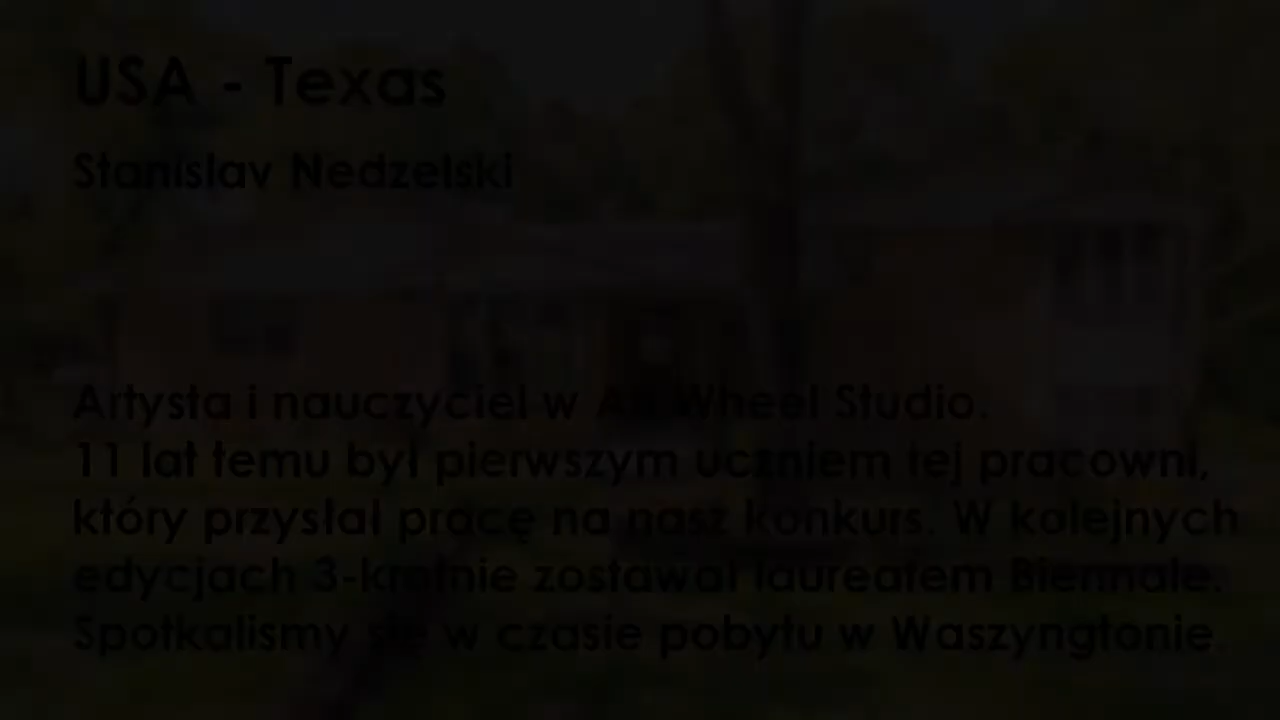 USA - Texas
Stanislav Nedzelski
Artysta i nauczyciel w Art Wheel Studio.
11 lat temu był pierwszym uczniem tej pracowni,
który przysłał pracę na nasz konkurs. W kolejnych
edycjach 3-krotnie zostawał laureatem Biennale.
Spotkaliśmy się w czasie pobytu w Waszyngtonie.